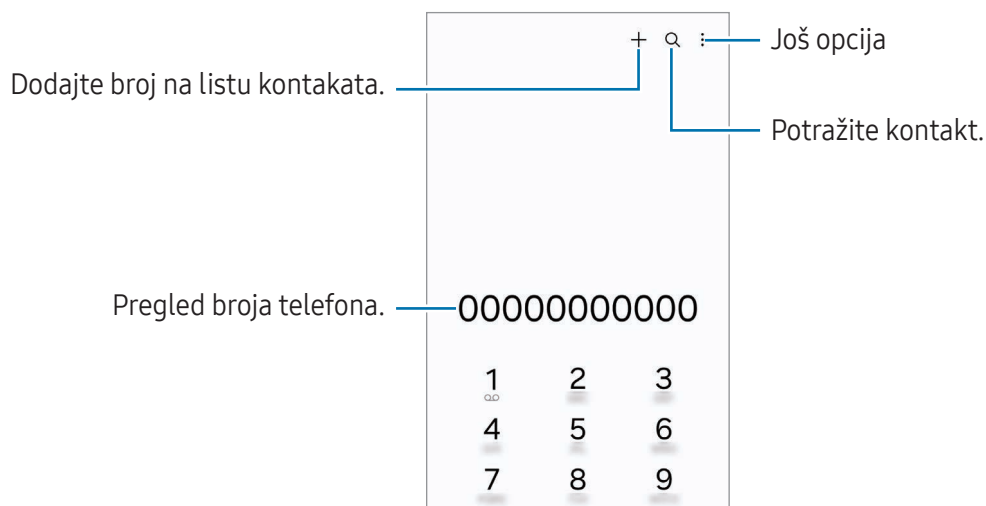 Još opcija
Dodajte broj na listu kontakata.
Potražite kontakt.
Pregled broja telefona.
00000000000
1 2 3
4 5 6
7 8 9